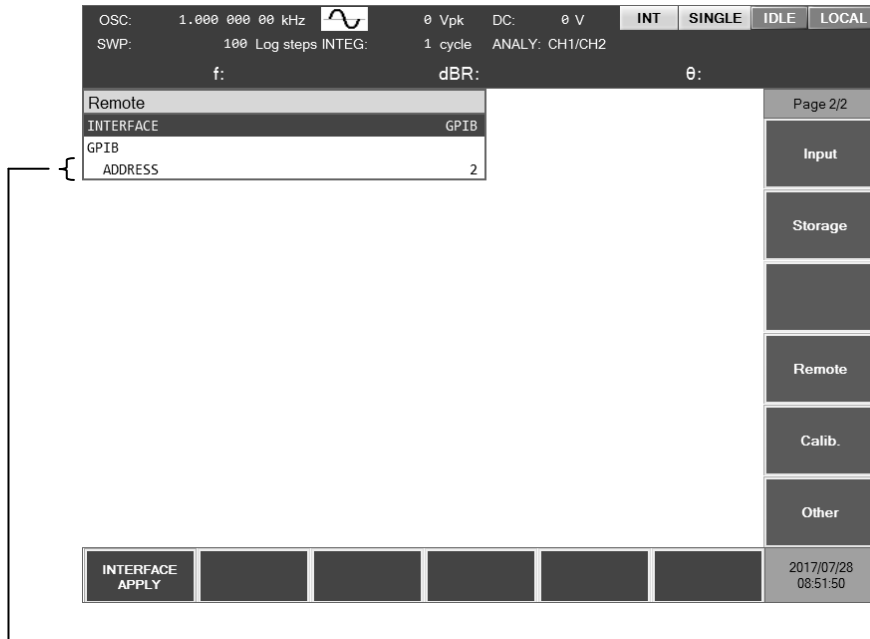 OSC: 1.000 000 00 kHz 0 Vpk DC: 0 V INT SINGLE IDLE LOCAL
SWP: 100 Log steps INTEG: 1 cycle ANALY: CH1/CH2
f: dBR: θ:
Remote
INTERFACE GPIB
GPIB
ADDRESS 2
Page 2/2
Input
Storage
Remote
Calib.
Other
INTERFACE
APPLY
2017/07/28
08:51:50